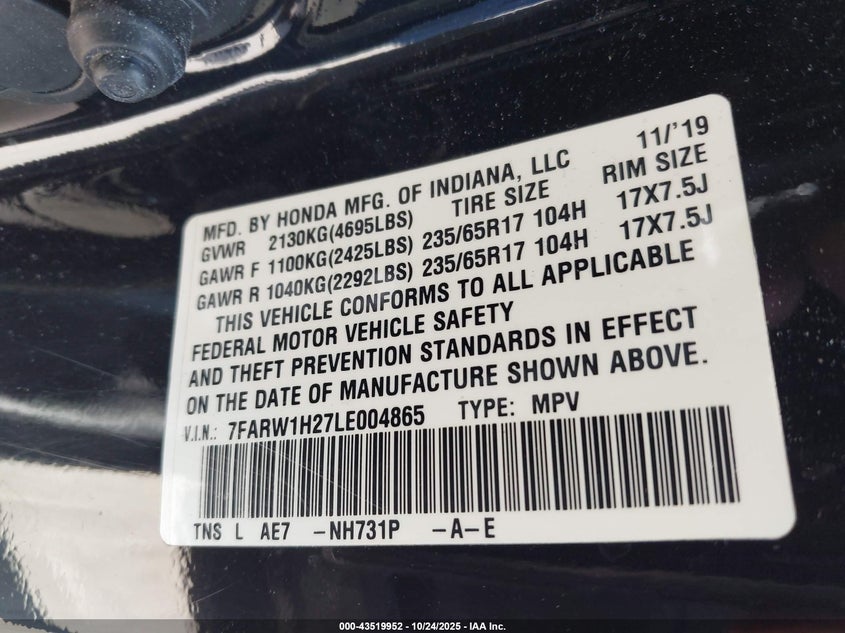 11/'19
MFD. BY HONDA MFG. OF INDIANA, LLC
GVWR 2130KG(4695LBS) TIRE SIZE RIM SIZE
GAWR F 1100KG(2425LBS) 235/65R17 104H 17X7.5J
GAWR R 1040KG(2292LBS) 235/65R17 104H 17X7.5J
THIS VEHICLE CONFORMS TO ALL APPLICABLE
FEDERAL MOTOR VEHICLE SAFETY
AND THEFT PREVENTION STANDARDS IN EFFECT
ON THE DATE OF MANUFACTURE SHOWN ABOVE.
V.I.N.: 7FARW1H27LE004865 TYPE: MPV
TNS L AE7 -NH731P -A-E
000-43519952 - 10/24/2025 - IAA Inc.